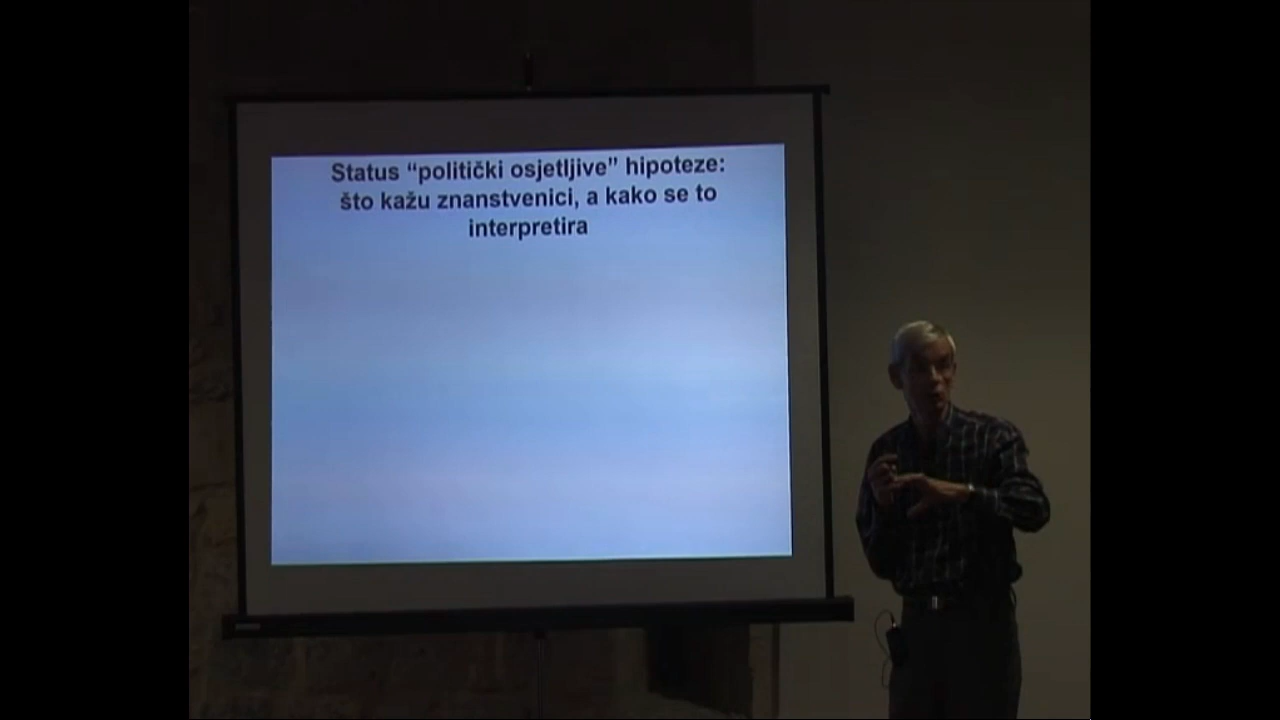 Status “politički osjetljive” hipoteze:
što kažu znanstvenici, a kako se to
interpretira